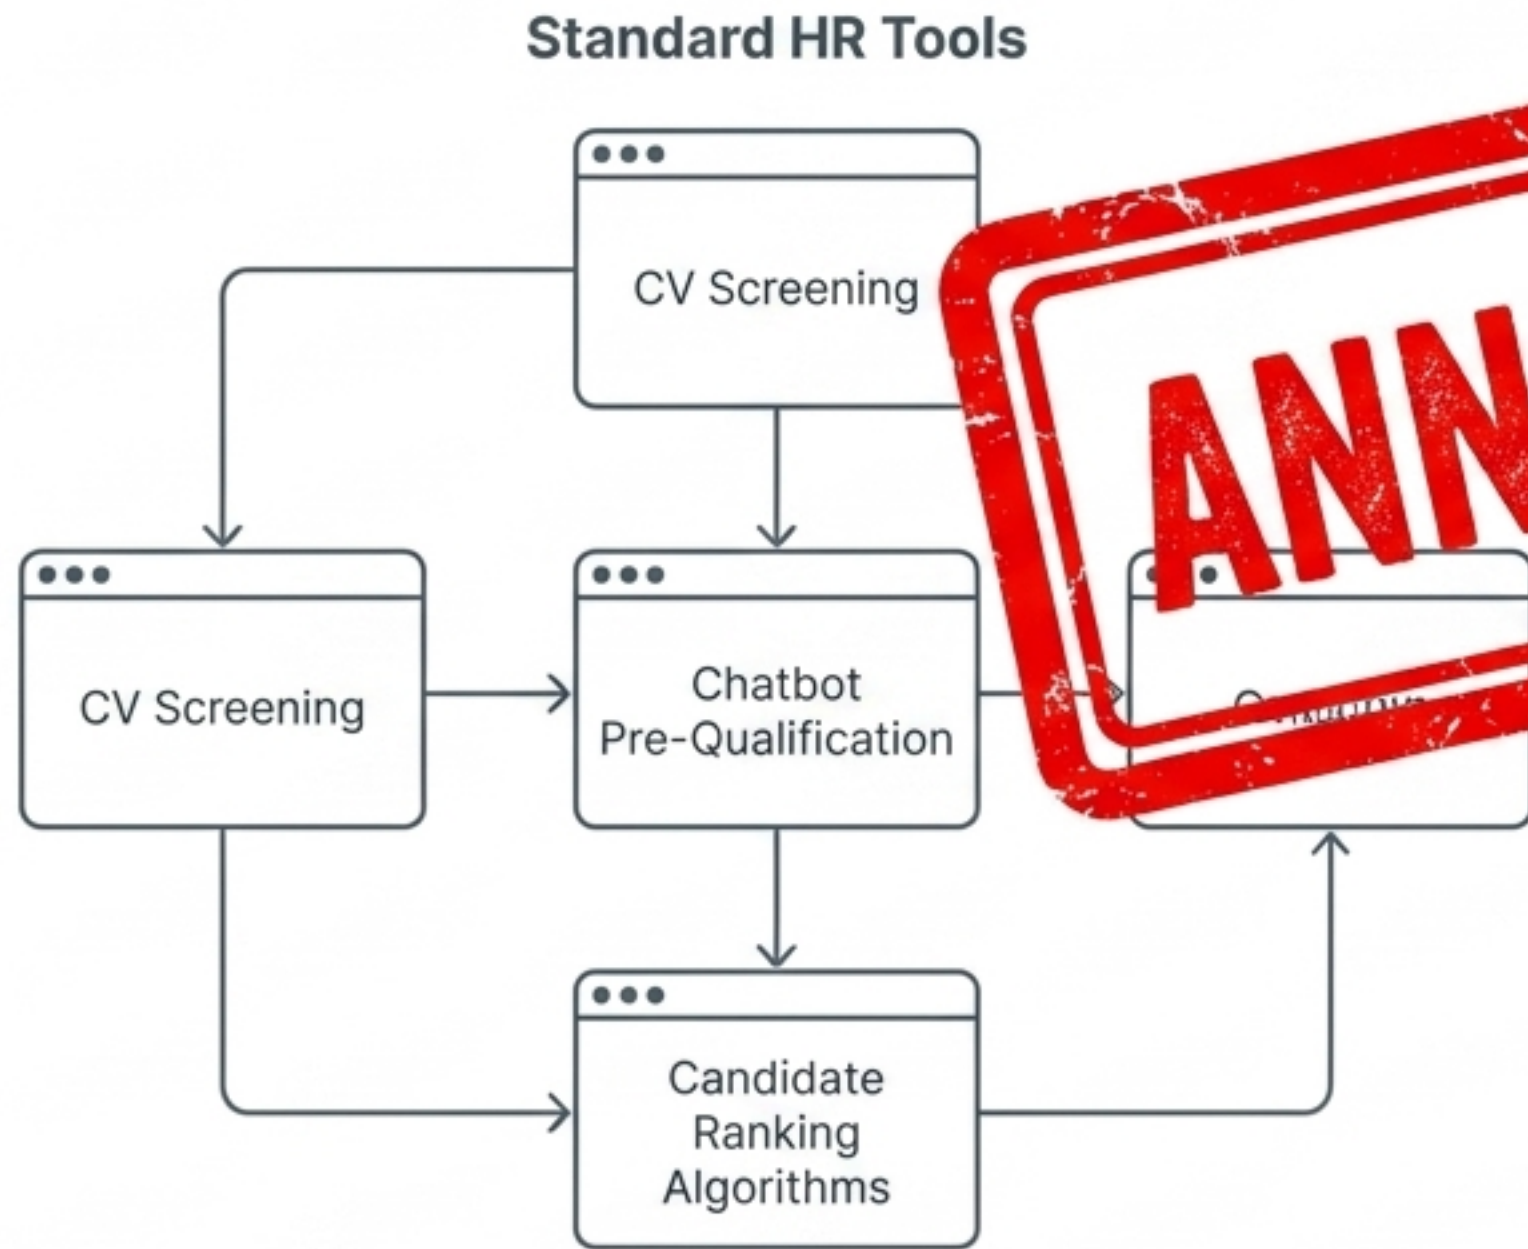 Standard HR Tools
CV Screening
ANN
CV Screening
Chatbot
Pre-Qualification
Candidate
Ranking
Algorithms